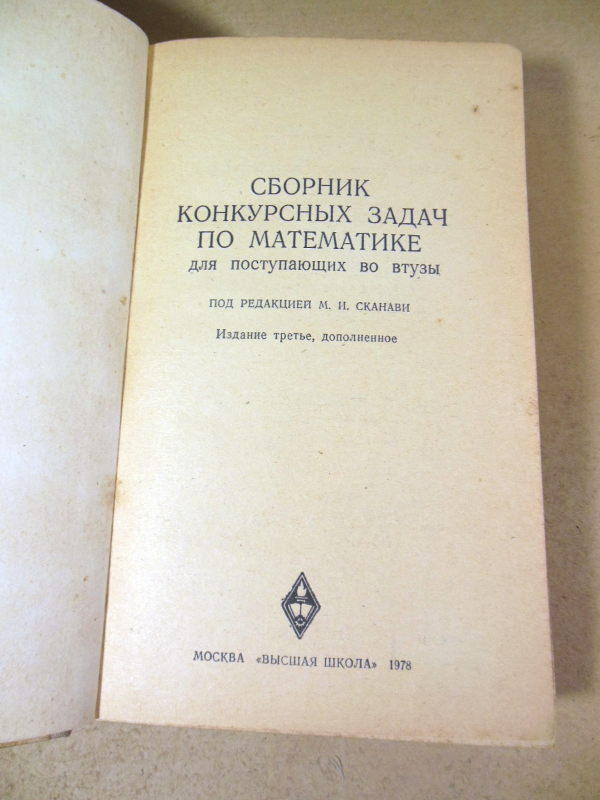 СБОРНИК
КОНКУРСНЫХ ЗАДАЧ
ПО МАТЕМАТИКЕ
для поступающих во втузы
ПОД РЕДАКЦИЕЙ М. И. СКАНАВИ
Издание третье, дополненное
МОСКВА «ВЫСШАЯ ШКОЛА» 1978